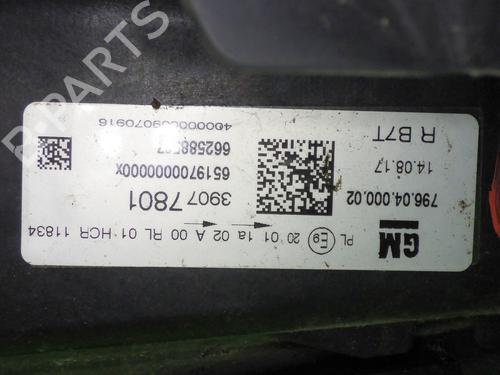 GM
PL E9 20 01 1a 02 A 00 RL 01 HCR 11834
39077801
65197000000000X
796.04.000.02
14.08.17
R B7T
B-PARTS